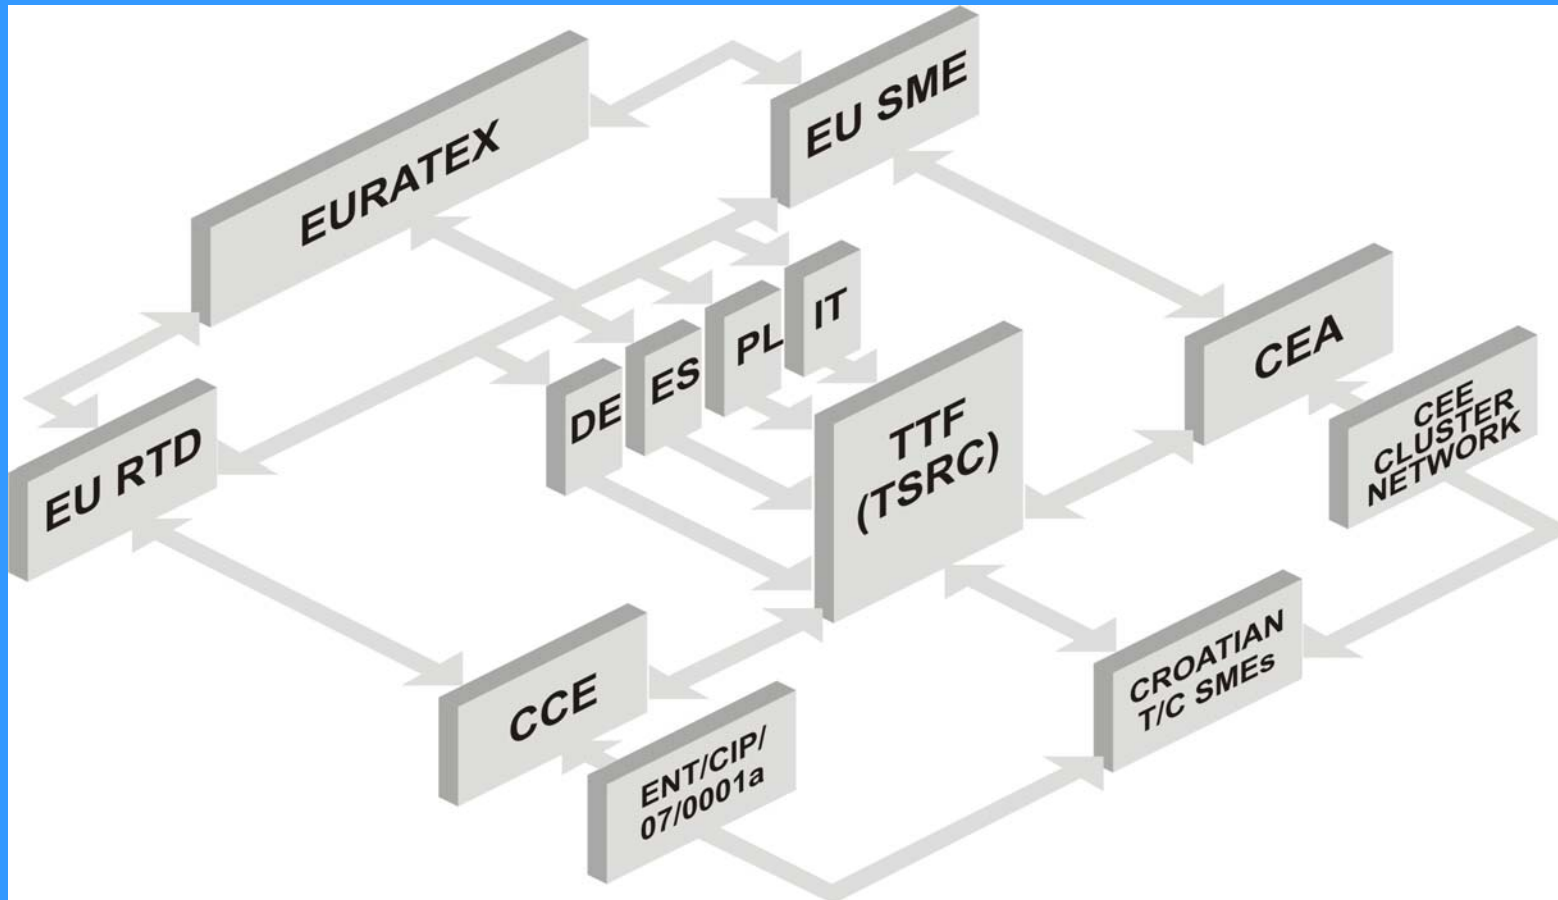 EURATEX
EU SME
IT
PL
ES
DE
CEA
CEE
CLUSTER
NETWORK
TTF
(TSRC)
EU RTD
CCE
CROATIAN
T/C SMEs
ENT/CIP/
07/0001a